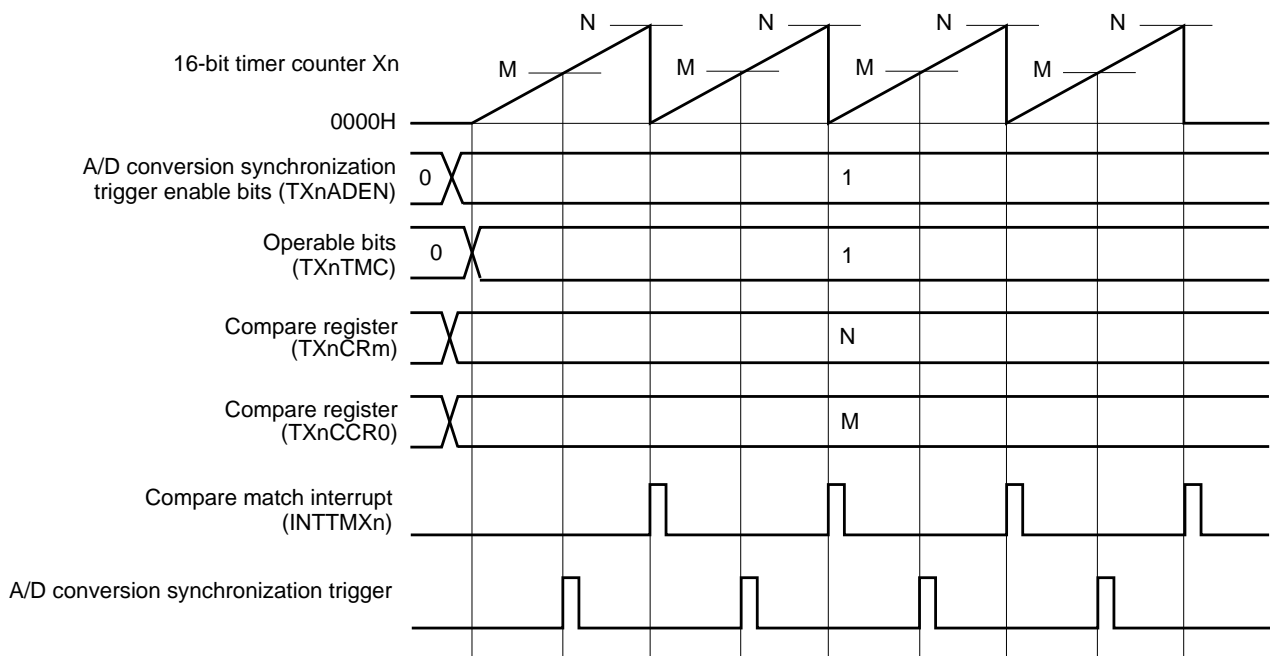 N N N N
16-bit timer counter Xn
M M M M
0000H
A/D conversion synchronization
trigger enable bits (TXnADEN)
0 1
Operable bits
(TXnTMC)
0 1
Compare register
(TXnCRm)
N
Compare register
(TXnCCR0)
M
Compare match interrupt
(INTTMXn)
A/D conversion synchronization trigger